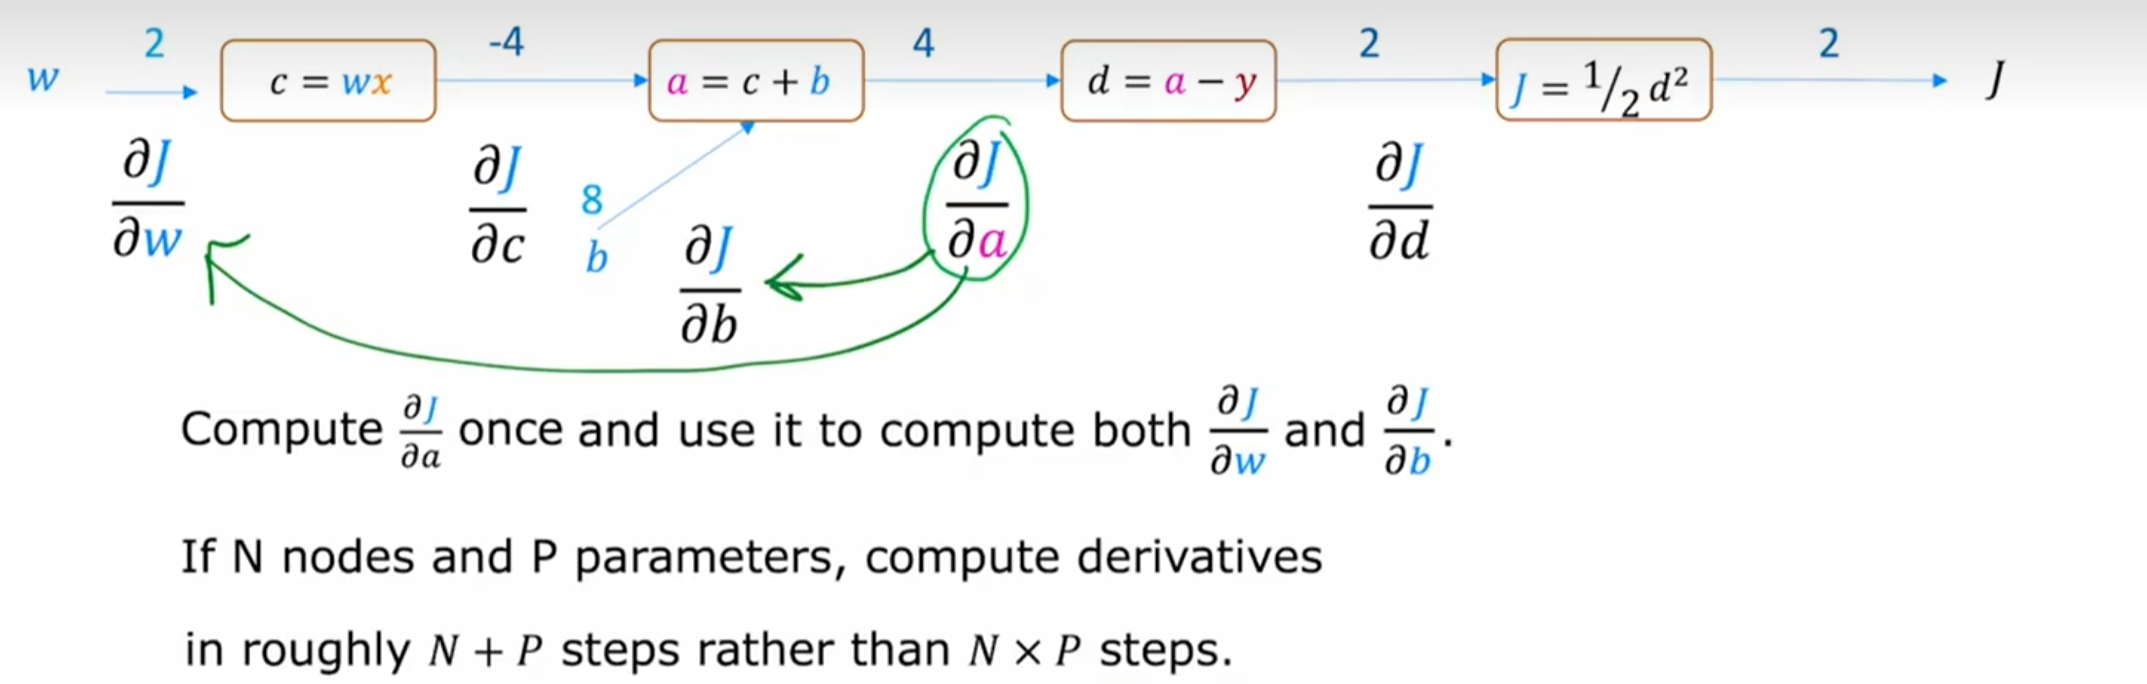 2 -4 4 2 2
w c = wx a = c + b d = a − y J = 1/2 d² J
∂J/∂w ∂J/∂c 8 ∂J/∂a ∂J/∂d
b ∂J/∂b
Compute ∂J/∂a once and use it to compute both ∂J/∂w and ∂J/∂b.
If N nodes and P parameters, compute derivatives
in roughly N + P steps rather than N × P steps.